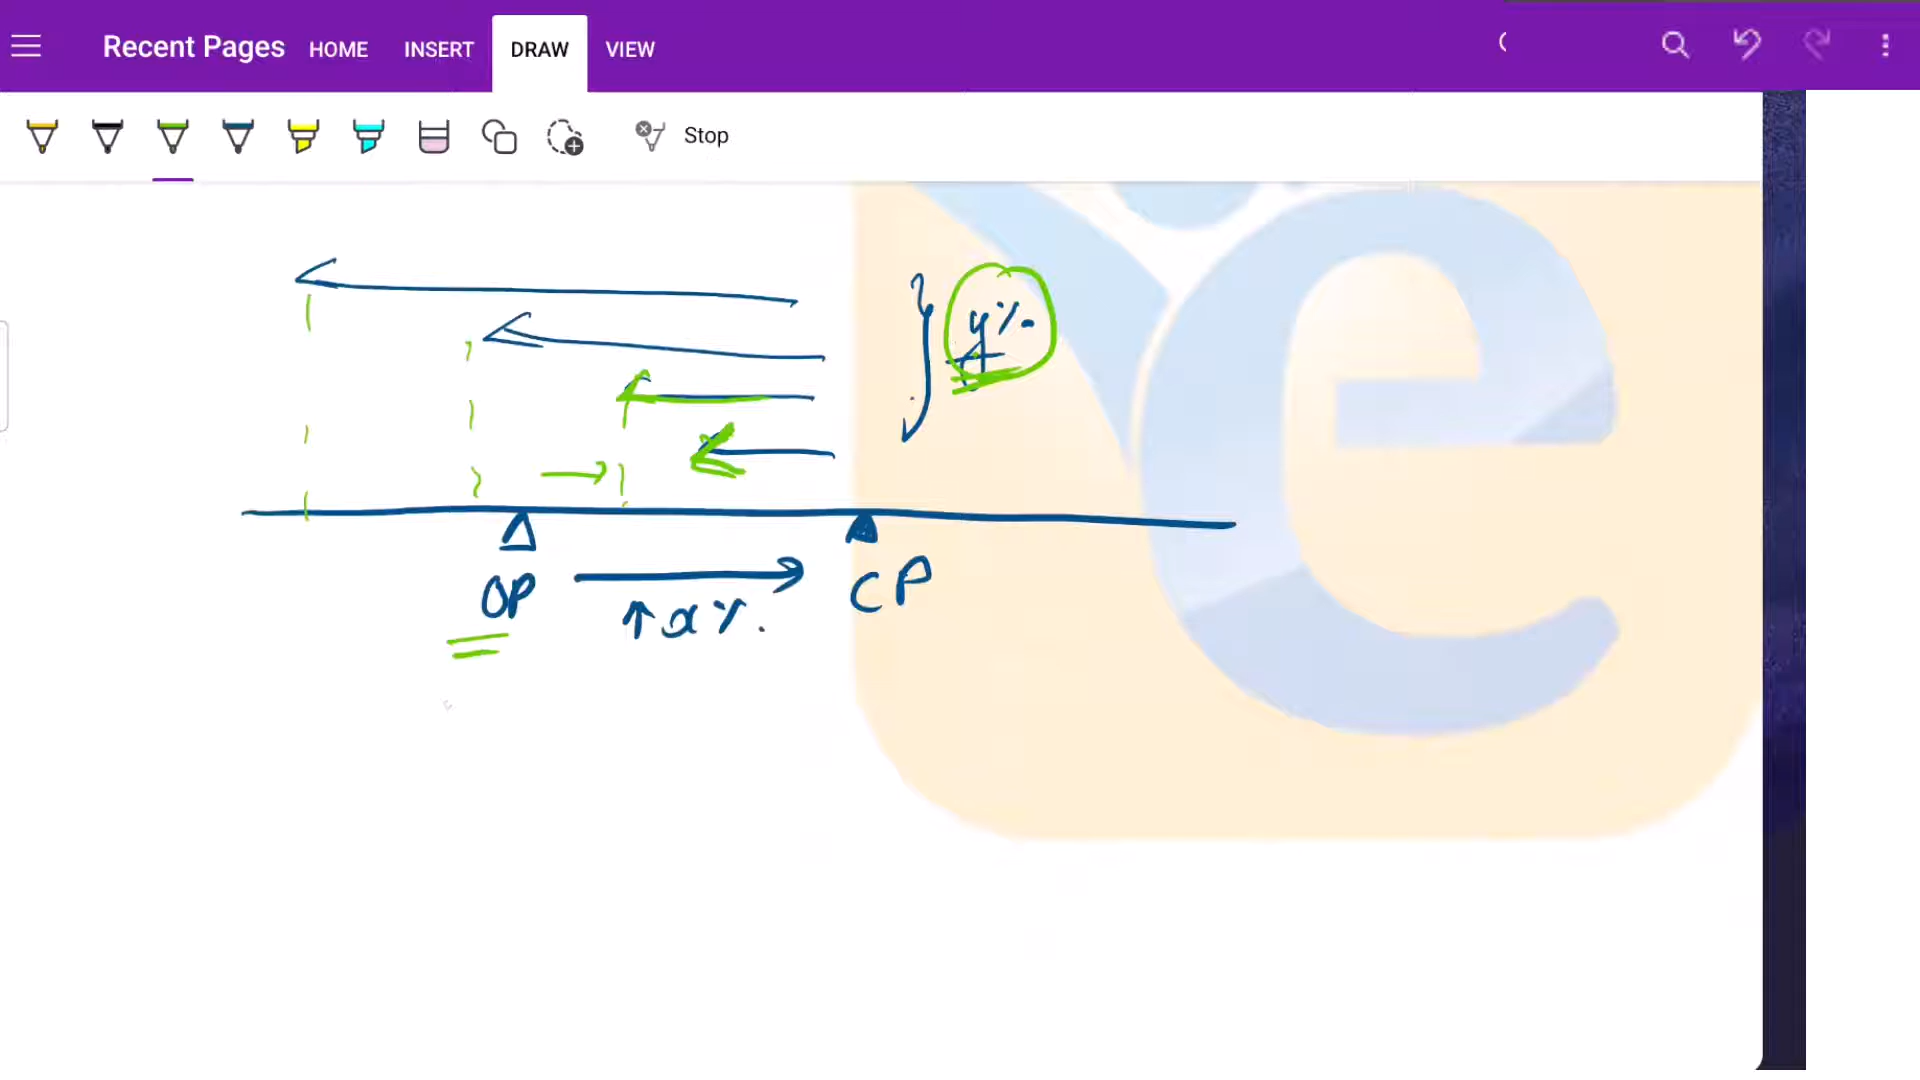 Recent Pages HOME INSERT DRAW VIEW
Stop
y%
OP
CP
↑ x %.